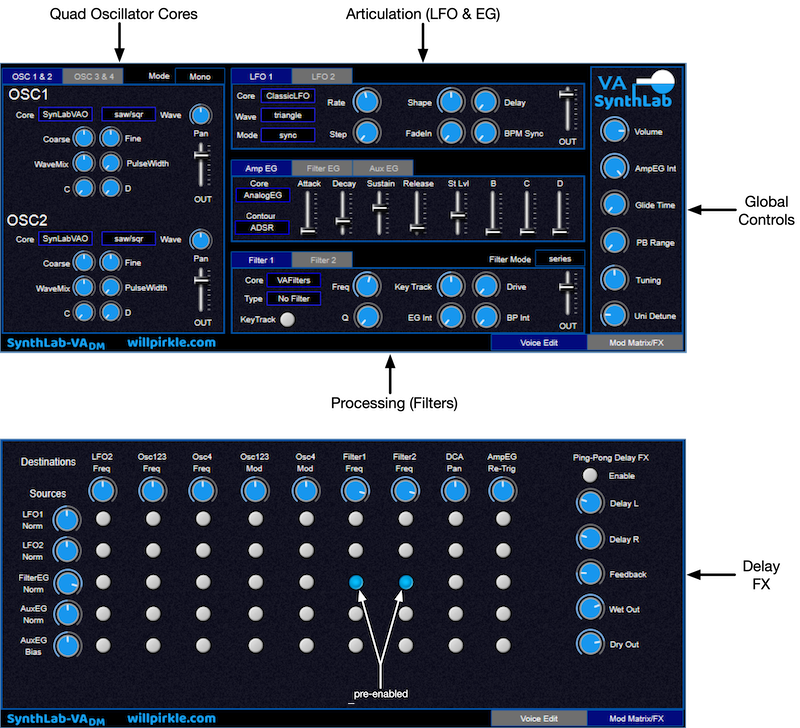 Quad Oscillator Cores
Articulation (LFO & EG)
OSC 1 & 2 OSC 3 & 4 Mode Mono
OSC1
Core SynLabVAO saw/sqr Wave
Coarse Fine Pan
WaveMix PulseWidth
C D
OUT
OSC2
Core SynLabVAO saw/sqr Wave
Coarse Fine Pan
WaveMix PulseWidth
C D
OUT
LFO 1 LFO 2
Core ClassicLFO Rate Shape Delay
Wave triangle
Mode sync Step FadeIn BPM Sync
OUT
Amp EG Filter EG Aux EG
Core Attack Decay Sustain Release St Lvl B C D
AnalogEG
Contour
ADSR
Filter 1 Filter 2 Filter Mode series
Core VAFilters Freq Key Track Drive
Type No Filter
KeyTrack Q EG Int BP Int
OUT
VA
SynthLab
Volume
AmpEG Int
Glide Time
PB Range
Tuning
Uni Detune
Global
Controls
SynthLab-VADM willpirkle.com Voice Edit Mod Matrix/FX
Processing (Filters)
Destinations
LFO2 Osc123 Osc4 Osc123 Osc4 Filter1 Filter2 DCA AmpEG
Freq Freq Freq Mod Mod Freq Freq Pan Re-Trig
Sources
LFO1
Norm
LFO2
Norm
FilterEG
Norm
AuxEG
Norm
AuxEG
Bias
_pre-enabled
Ping-Pong Delay FX
Enable
Delay L
Delay R
Feedback
Wet Out
Dry Out
Delay
FX
SynthLab-VADM willpirkle.com Voice Edit Mod Matrix/FX